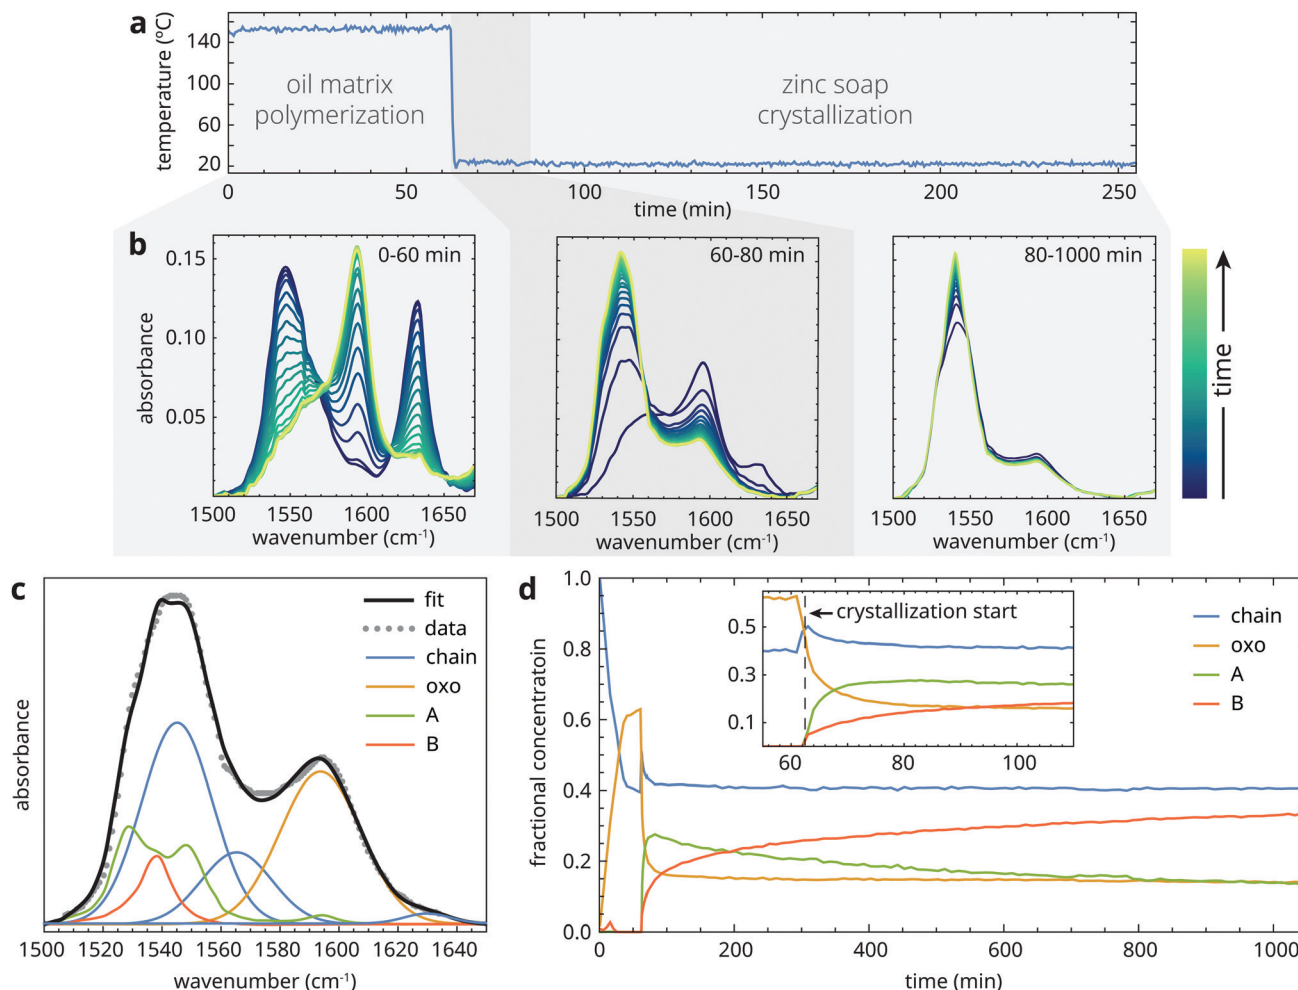 a
temperature (°C)
140
100
60
20
oil matrix
polymerization
zinc soap
crystallization
0
50
100
150
200
250
time (min)
b
absorbance
0.15
0.10
0.05
0-60 min
1500
1550
1600
1650
wavenumber (cm-1)
60-80 min
1500
1550
1600
1650
wavenumber (cm-1)
80-1000 min
1500
1550
1600
1650
wavenumber (cm-1)
time
c
absorbance
fit
data
chain
oxo
A
B
1500
1520
1540
1560
1580
1600
1620
1640
wavenumber (cm-1)
d
fractional concentratoin
1.0
0.8
0.6
0.4
0.2
0.0
0.5
0.3
0.1
crystallization start
60
80
100
chain
oxo
A
B
0
200
400
600
800
1000
time (min)